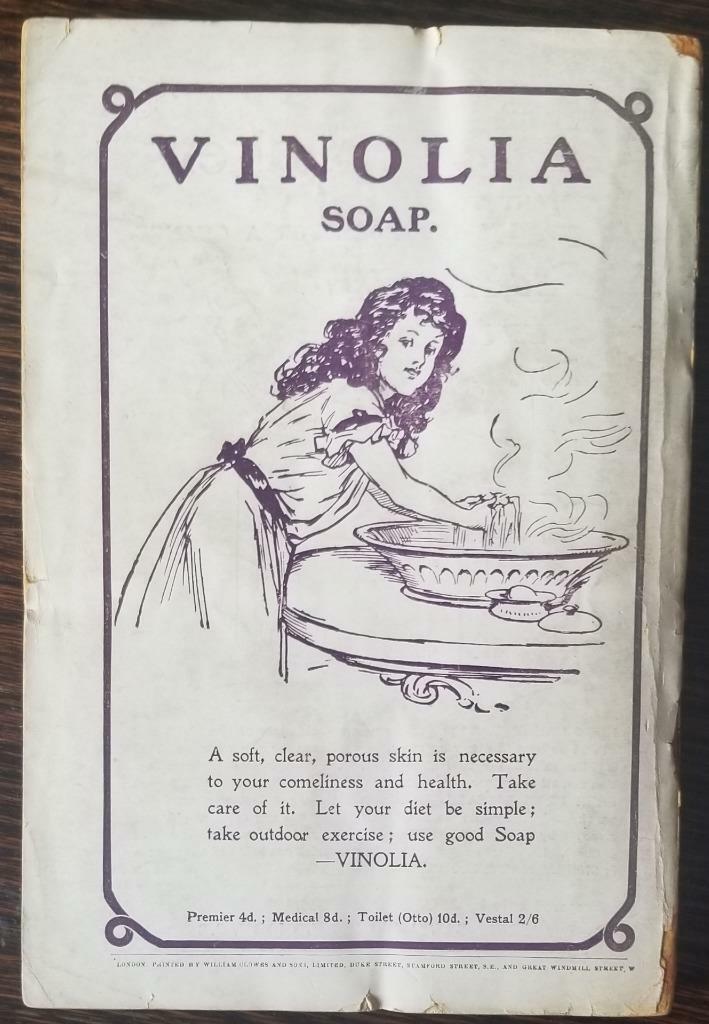 VINOLIA
SOAP.
A soft, clear, porous skin is necessary
to your comeliness and health. Take
care of it. Let your diet be simple;
take outdoor exercise; use good Soap
—VINOLIA.
Premier 4d. ; Medical 8d. ; Toilet (Otto) 10d. ; Vestal 2/6
LONDON: PRINTED BY WILLIAM CLOWES AND SONS, LIMITED, DUKE STREET, STAMFORD STREET, S.E., AND GREAT WINDMILL STREET, W